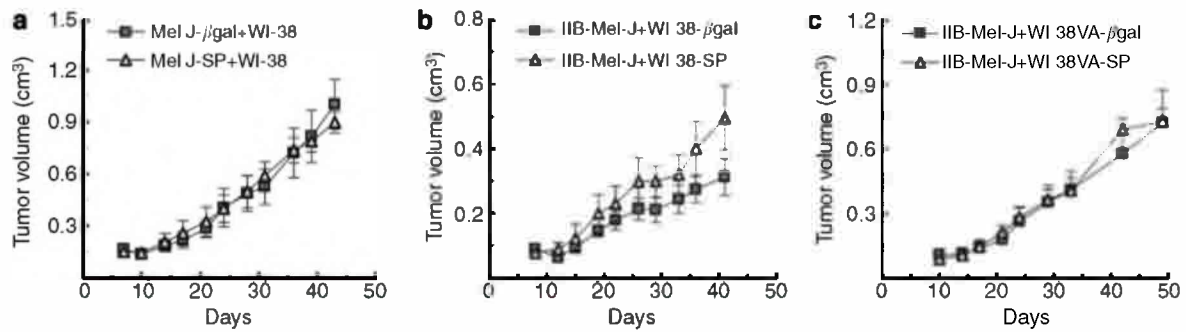 a
Mel J-βgal+WI-38
Mel J-SP+WI-38
Tumor volume (cm³)
1.5
1.2
0.9
0.6
0.3
0 10 20 30 40 50
Days
b
IIB-Mel-J+WI 38-βgal
IIB-Mel-J+WI 38-SP
Tumor volume (cm³)
0.8
0.6
0.4
0.2
0 10 20 30 40 50
Days
c
IIB-Mel-J+WI 38VA-βgal
IIB-Mel-J+WI 38VA-SP
Tumor volume (cm³)
1.2
0.9
0.6
0.3
0 10 20 30 40 50
Days